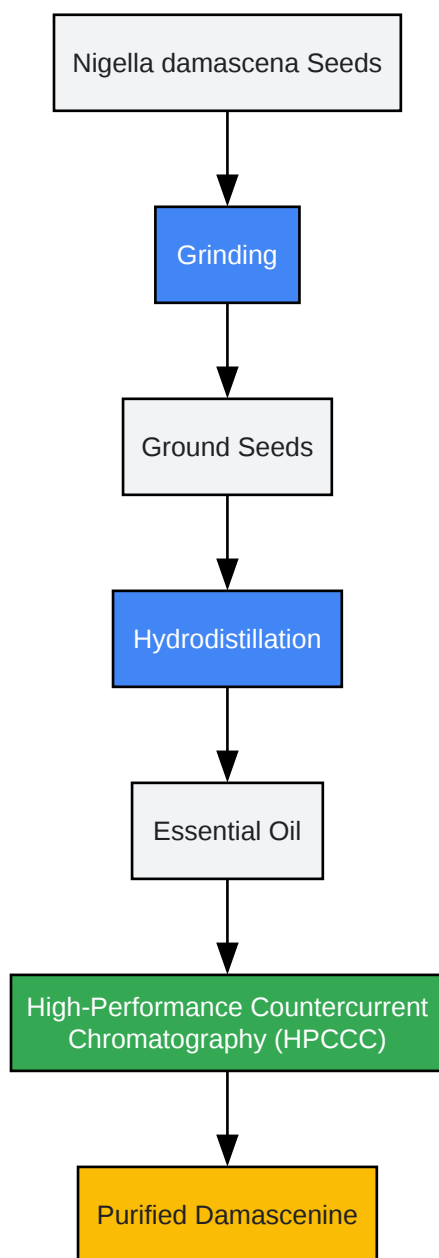 Nigella damascena Seeds
Grinding
Ground Seeds
Hydrodistillation
Essential Oil
High-Performance Countercurrent
Chromatography (HPCCC)
Purified Damascenine